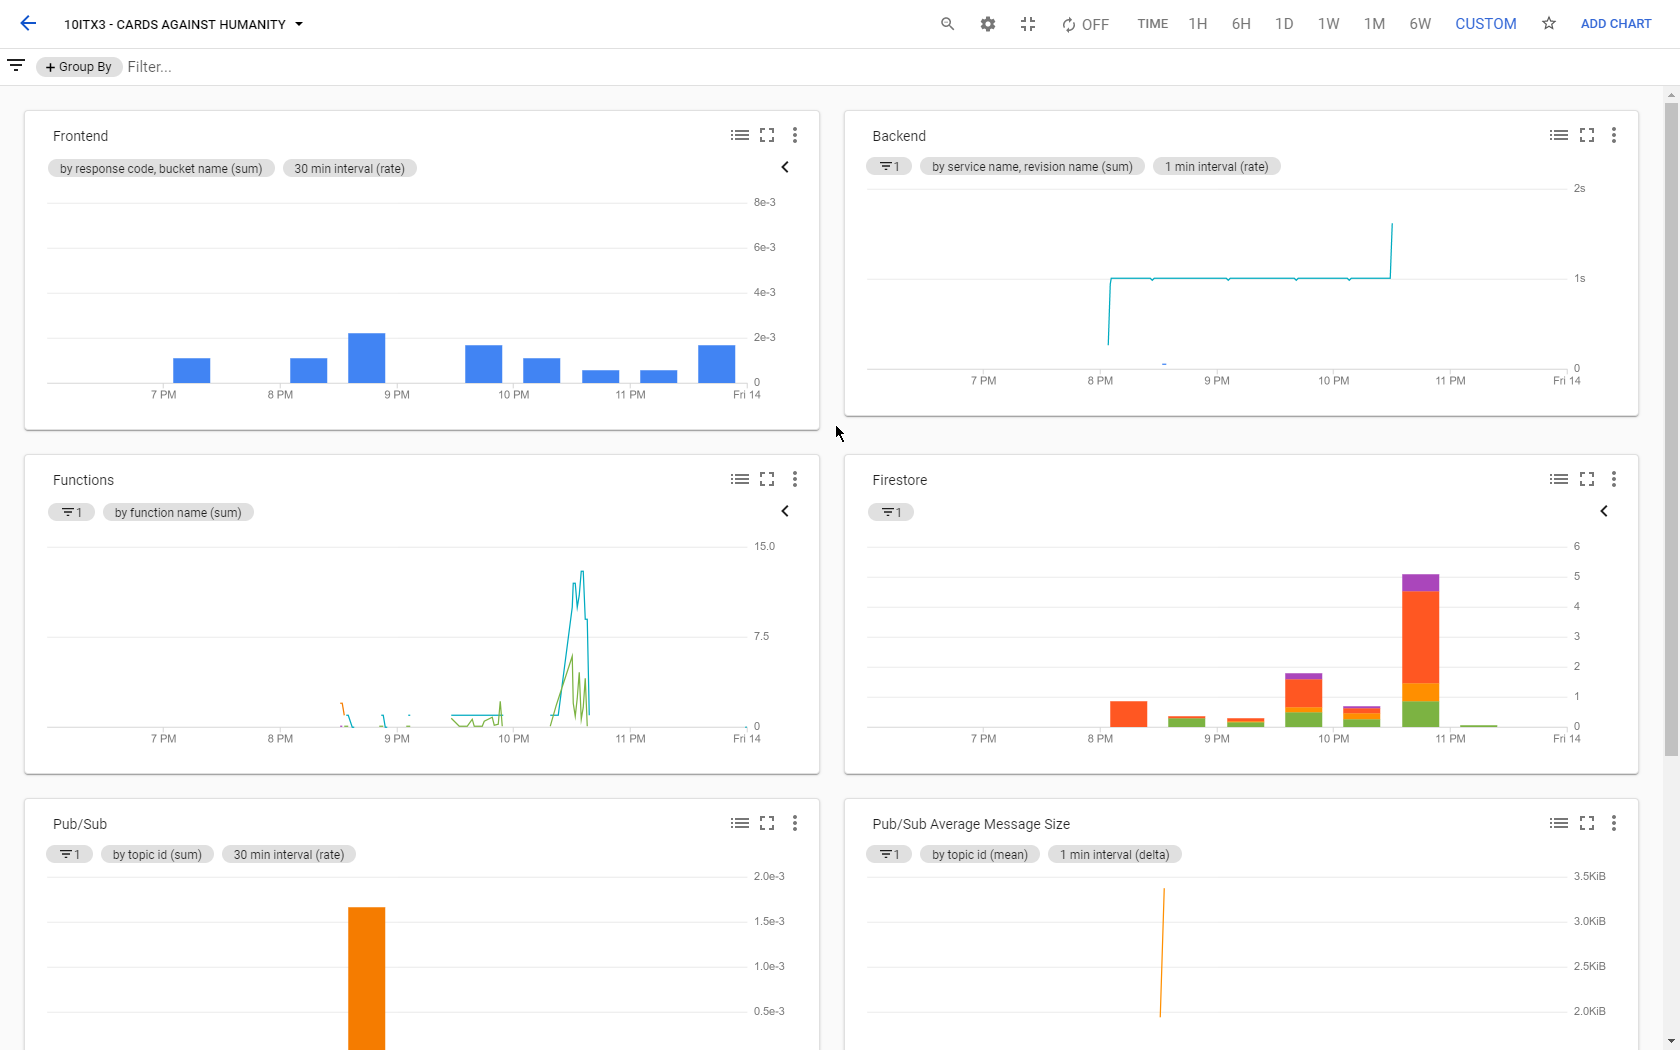 10ITX3 - CARDS AGAINST HUMANITY
OFF TIME 1H 6H 1D 1W 1M 6W CUSTOM ADD CHART
+ Group By Filter...
Frontend
by response code, bucket name (sum) 30 min interval (rate)
8e-3
6e-3
4e-3
2e-3
0
7 PM 8 PM 9 PM 10 PM 11 PM Fri 14
Backend
1 by service name, revision name (sum) 1 min interval (rate)
2s
1s
0
7 PM 8 PM 9 PM 10 PM 11 PM Fri 14
Functions
1 by function name (sum)
15.0
7.5
0
7 PM 8 PM 9 PM 10 PM 11 PM Fri 14
Firestore
1
6
5
4
3
2
1
0
7 PM 8 PM 9 PM 10 PM 11 PM Fri 14
Pub/Sub
1 by topic id (sum) 30 min interval (rate)
2.0e-3
1.5e-3
1.0e-3
0.5e-3
Pub/Sub Average Message Size
1 by topic id (mean) 1 min interval (delta)
3.5KiB
3.0KiB
2.5KiB
2.0KiB